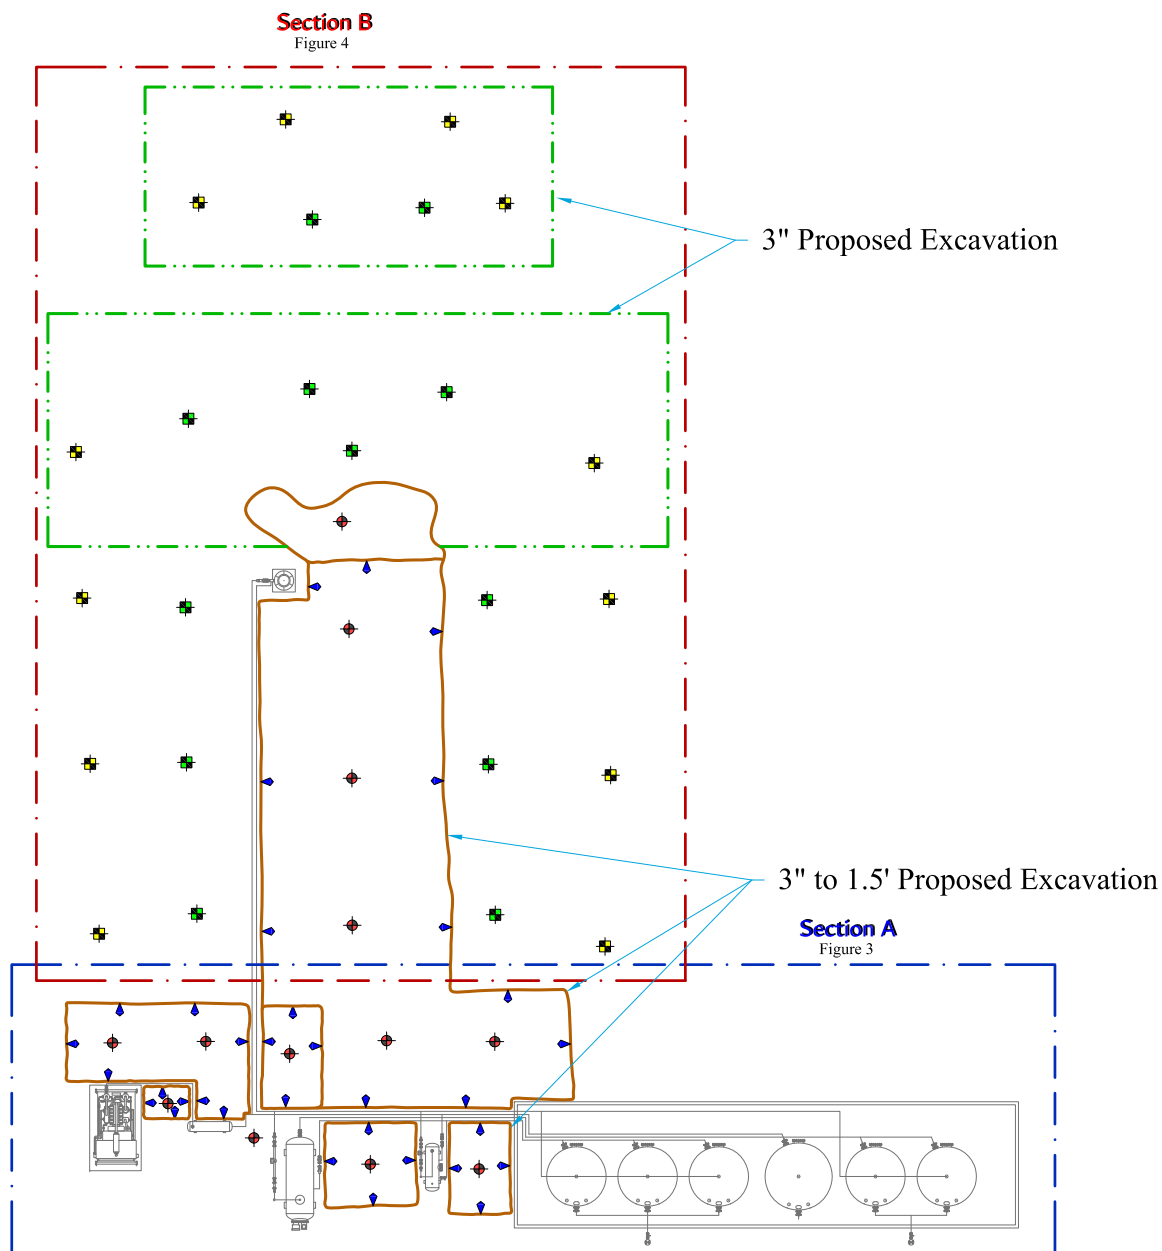 Section B
Figure 4
3" Proposed Excavation
3" to 1.5' Proposed Excavation
Section A
Figure 3